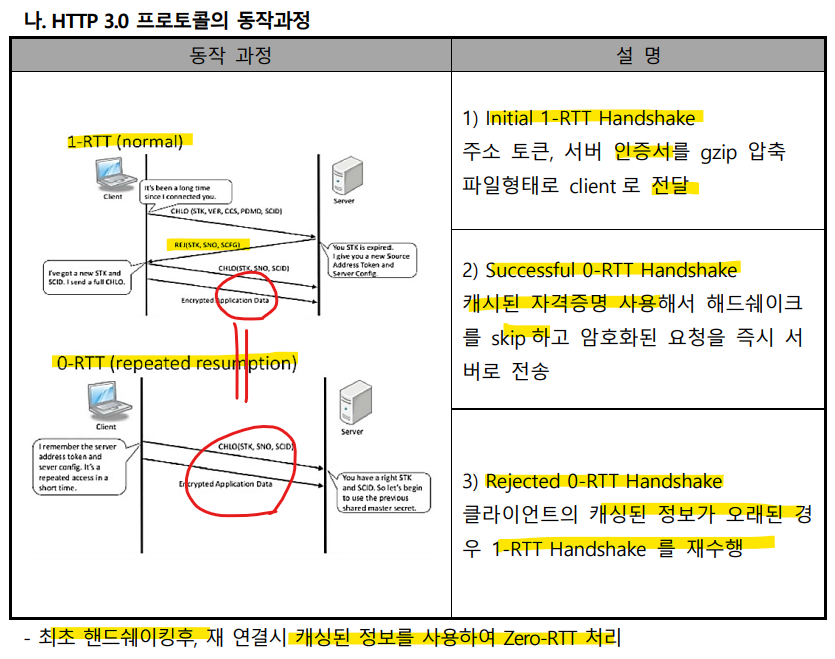 나. HTTP 3.0 프로토콜의 동작과정
동작 과정
설 명
1-RTT (normal)
Client
It's been a long time
since I connected you.
Server
CHLO (STK, VER, CCS, PDMD, SCID)
REJ(STK, SNO, SCFG)
You STK is expired.
I give you a new Source
Address Token and
Server Config.
I've got a new STK and
SCID. I send a full CHLO.
CHLO(STK, SNO, SCID)
Encrypted Application Data
0-RTT (repeated resumption)
Client
Server
I remember the server
address token and
sever config. It's a
repeated access in a
short time.
CHLO(STK, SNO, SCID)
Encrypted Application Data
You have a right STK
and SCID. So let's begin
to use the previous
shared master secret.
1) Initial 1-RTT Handshake
주소 토큰, 서버 인증서를 gzip 압축
파일형태로 client 로 전달
2) Successful 0-RTT Handshake
캐시된 자격증명 사용해서 해드쉐이크
를 skip 하고 암호화된 요청을 즉시 서
버로 전송
3) Rejected 0-RTT Handshake
클라이언트의 캐싱된 정보가 오래된 경
우 1-RTT Handshake 를 재수행
- 최초 핸드쉐이킹후, 재 연결시 캐싱된 정보를 사용하여 Zero-RTT 처리